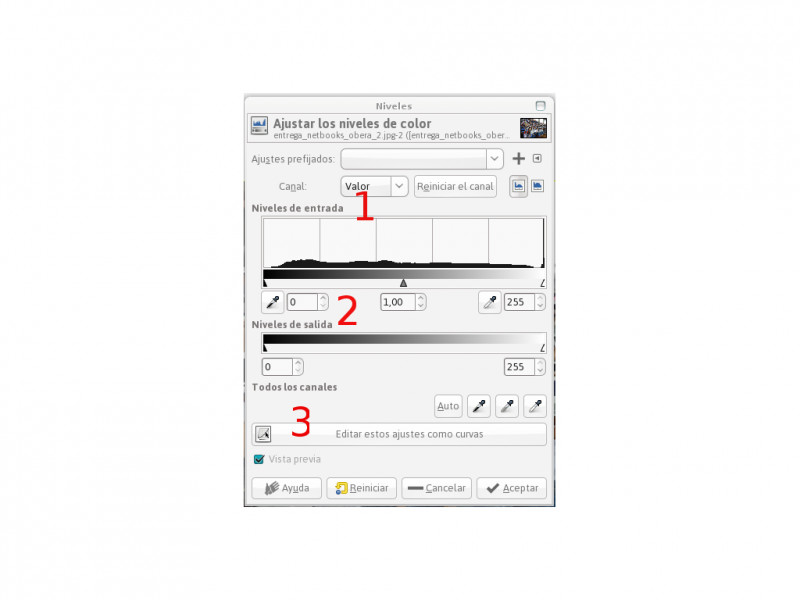 Niveles
Ajustar los niveles de color
entrega_netbooks_obera_2.jpg-2 ([entrega_netbooks_ober...
Ajustes prefijados:
Canal: Valor Reiniciar el canal
1
Niveles de entrada
0 1,00 255
2
Niveles de salida
0 255
Todos los canales
Auto
3
Editar estos ajustes como curvas
Vista previa
Ayuda Reiniciar Cancelar Aceptar